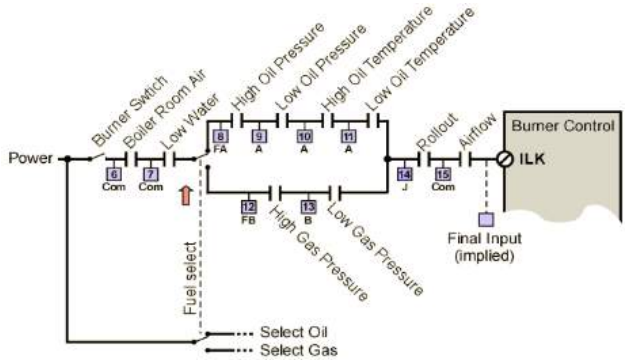 Burner Swtich
Boiler Room Air
Low Water
High Oil Pressure
Low Oil Pressure
High Oil Temperature
Low Oil Temperature
Rollout
Airflow
Burner Control
Power
ILK
6
Com
7
Com
8
FA
9
A
10
A
11
A
12
FB
13
B
14
J
15
Com
High Gas Pressure
Low Gas Pressure
Final Input
(implied)
Fuel select
Select Oil
Select Gas